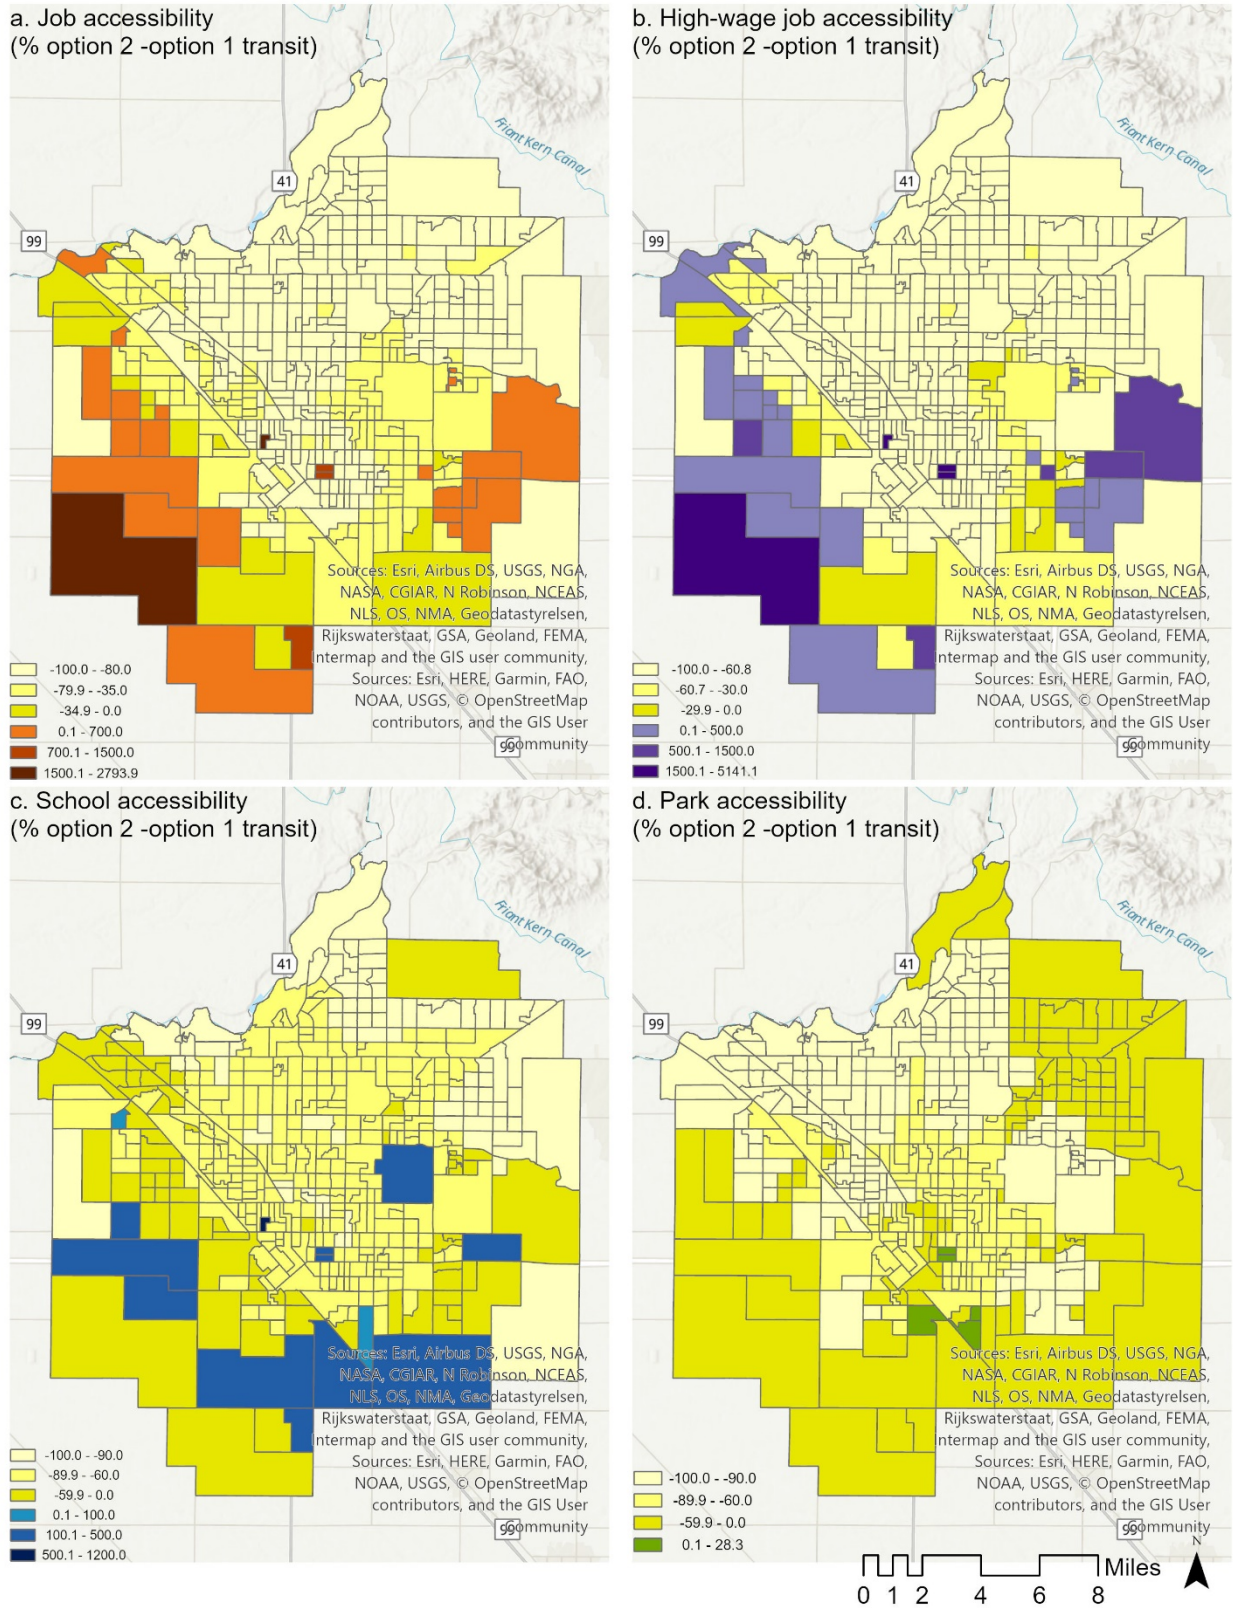 a. Job accessibility
(% option 2 -option 1 transit)
Friant Kern Canal
41
99
Sources: Esri, Airbus DS, USGS, NGA,
NASA, CGIAR, N Robinson, NCEAS,
NLS, OS, NMA, Geodatastyrelsen,
Rijkswaterstaat, GSA, Geoland, FEMA,
Intermap and the GIS user community,
Sources: Esri, HERE, Garmin, FAO,
NOAA, USGS, © OpenStreetMap
contributors, and the GIS User
Community
99
-100.0 - -80.0
-79.9 - -35.0
-34.9 - 0.0
0.1 - 700.0
700.1 - 1500.0
1500.1 - 2793.9
b. High-wage job accessibility
(% option 2 -option 1 transit)
Friant Kern Canal
41
99
Sources: Esri, Airbus DS, USGS, NGA,
NASA, CGIAR, N Robinson, NCEAS,
NLS, OS, NMA, Geodatastyrelsen,
Rijkswaterstaat, GSA, Geoland, FEMA,
Intermap and the GIS user community,
Sources: Esri, HERE, Garmin, FAO,
NOAA, USGS, © OpenStreetMap
contributors, and the GIS User
Community
99
-100.0 - -60.8
-60.7 - -30.0
-29.9 - 0.0
0.1 - 500.0
500.1 - 1500.0
1500.1 - 5141.1
c. School accessibility
(% option 2 -option 1 transit)
Friant Kern Canal
41
99
Sources: Esri, Airbus DS, USGS, NGA,
NASA, CGIAR, N Robinson, NCEAS,
NLS, OS, NMA, Geodatastyrelsen,
Rijkswaterstaat, GSA, Geoland, FEMA,
Intermap and the GIS user community,
Sources: Esri, HERE, Garmin, FAO,
NOAA, USGS, © OpenStreetMap
contributors, and the GIS User
Community
99
-100.0 - -90.0
-89.9 - -60.0
-59.9 - 0.0
0.1 - 100.0
100.1 - 500.0
500.1 - 1200.0
d. Park accessibility
(% option 2 -option 1 transit)
Friant Kern Canal
41
99
Sources: Esri, Airbus DS, USGS, NGA,
NASA, CGIAR, N Robinson, NCEAS,
NLS, OS, NMA, Geodatastyrelsen,
Rijkswaterstaat, GSA, Geoland, FEMA,
Intermap and the GIS user community,
Sources: Esri, HERE, Garmin, FAO,
NOAA, USGS, © OpenStreetMap
contributors, and the GIS User
Community
99
-100.0 - -90.0
-89.9 - -60.0
-59.9 - 0.0
0.1 - 28.3
N
Miles
0 1 2 4 6 8